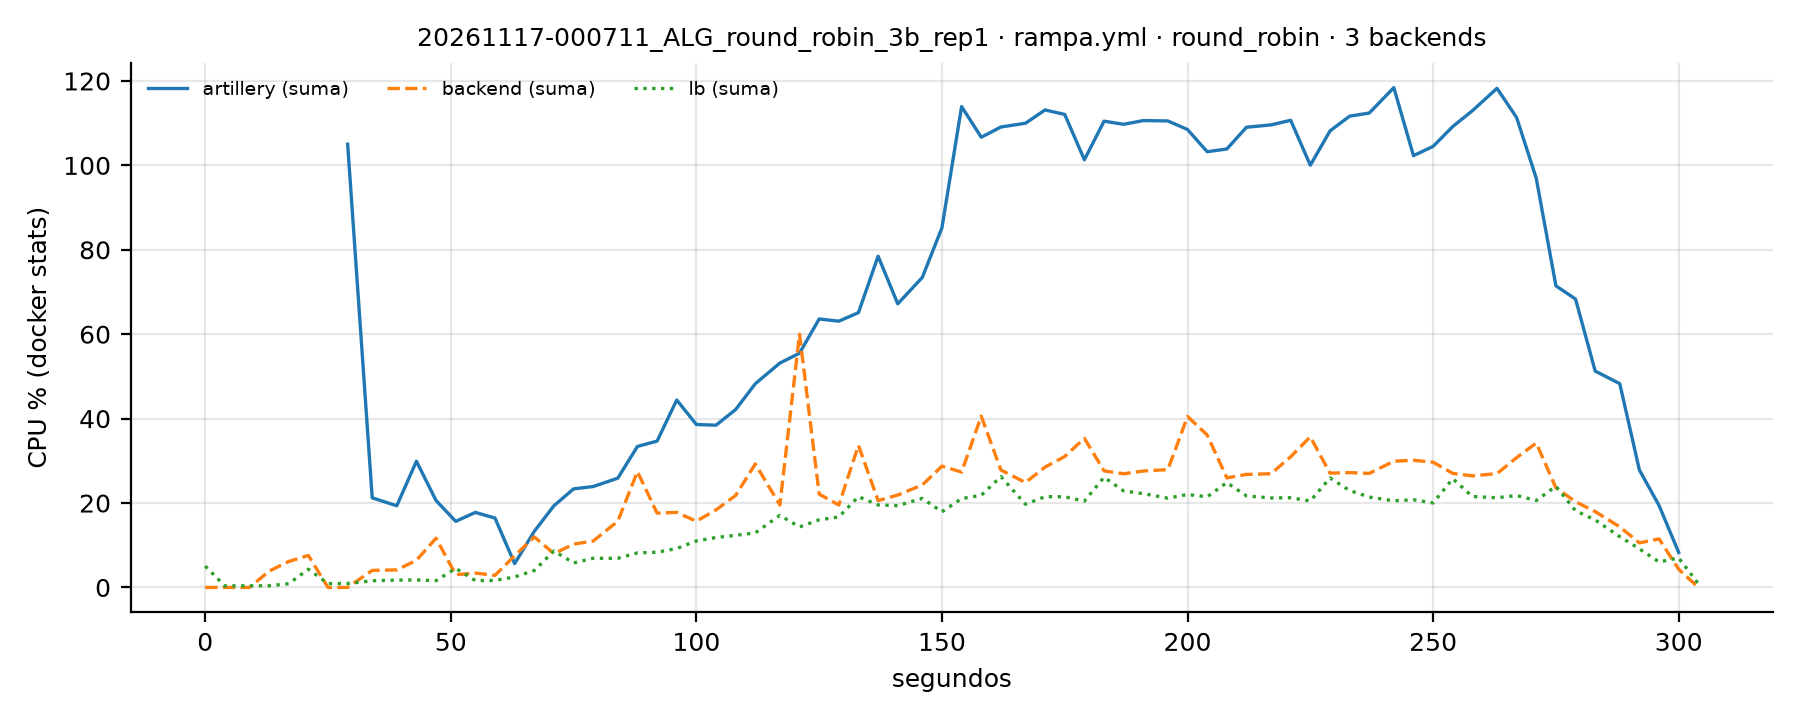 20261117-000711_ALG_round_robin_3b_rep1 · rampa.yml · round_robin · 3 backends
artillery (suma) backend (suma) lb (suma)
CPU % (docker stats)
120
100
80
60
40
20
0
0 50 100 150 200 250 300
segundos